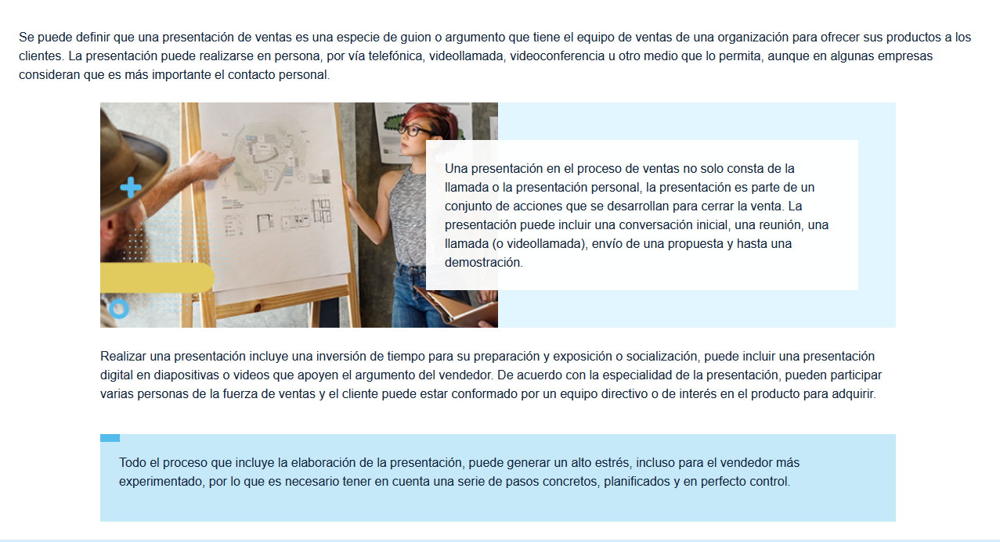 Se puede definir que una presentación de ventas es una especie de guion o argumento que tiene el equipo de ventas de una organización para ofrecer sus productos a los
clientes. La presentación puede realizarse en persona, por vía telefónica, videollamada, videoconferencia u otro medio que lo permita, aunque en algunas empresas
consideran que es más importante el contacto personal.
Una presentación en el proceso de ventas no solo consta de la
llamada o la presentación personal, la presentación es parte de un
conjunto de acciones que se desarrollan para cerrar la venta. La
presentación puede incluir una conversación inicial, una reunión, una
llamada (o videollamada), envío de una propuesta y hasta una
demostración.
Realizar una presentación incluye una inversión de tiempo para su preparación y exposición o socialización, puede incluir una presentación
digital en diapositivas o videos que apoyen el argumento del vendedor. De acuerdo con la especialidad de la presentación, pueden participar
varias personas de la fuerza de ventas y el cliente puede estar conformado por un equipo directivo o de interés en el producto para adquirir.
Todo el proceso que incluye la elaboración de la presentación, puede generar un alto estrés, incluso para el vendedor más
experimentado, por lo que es necesario tener en cuenta una serie de pasos concretos, planificados y en perfecto control.